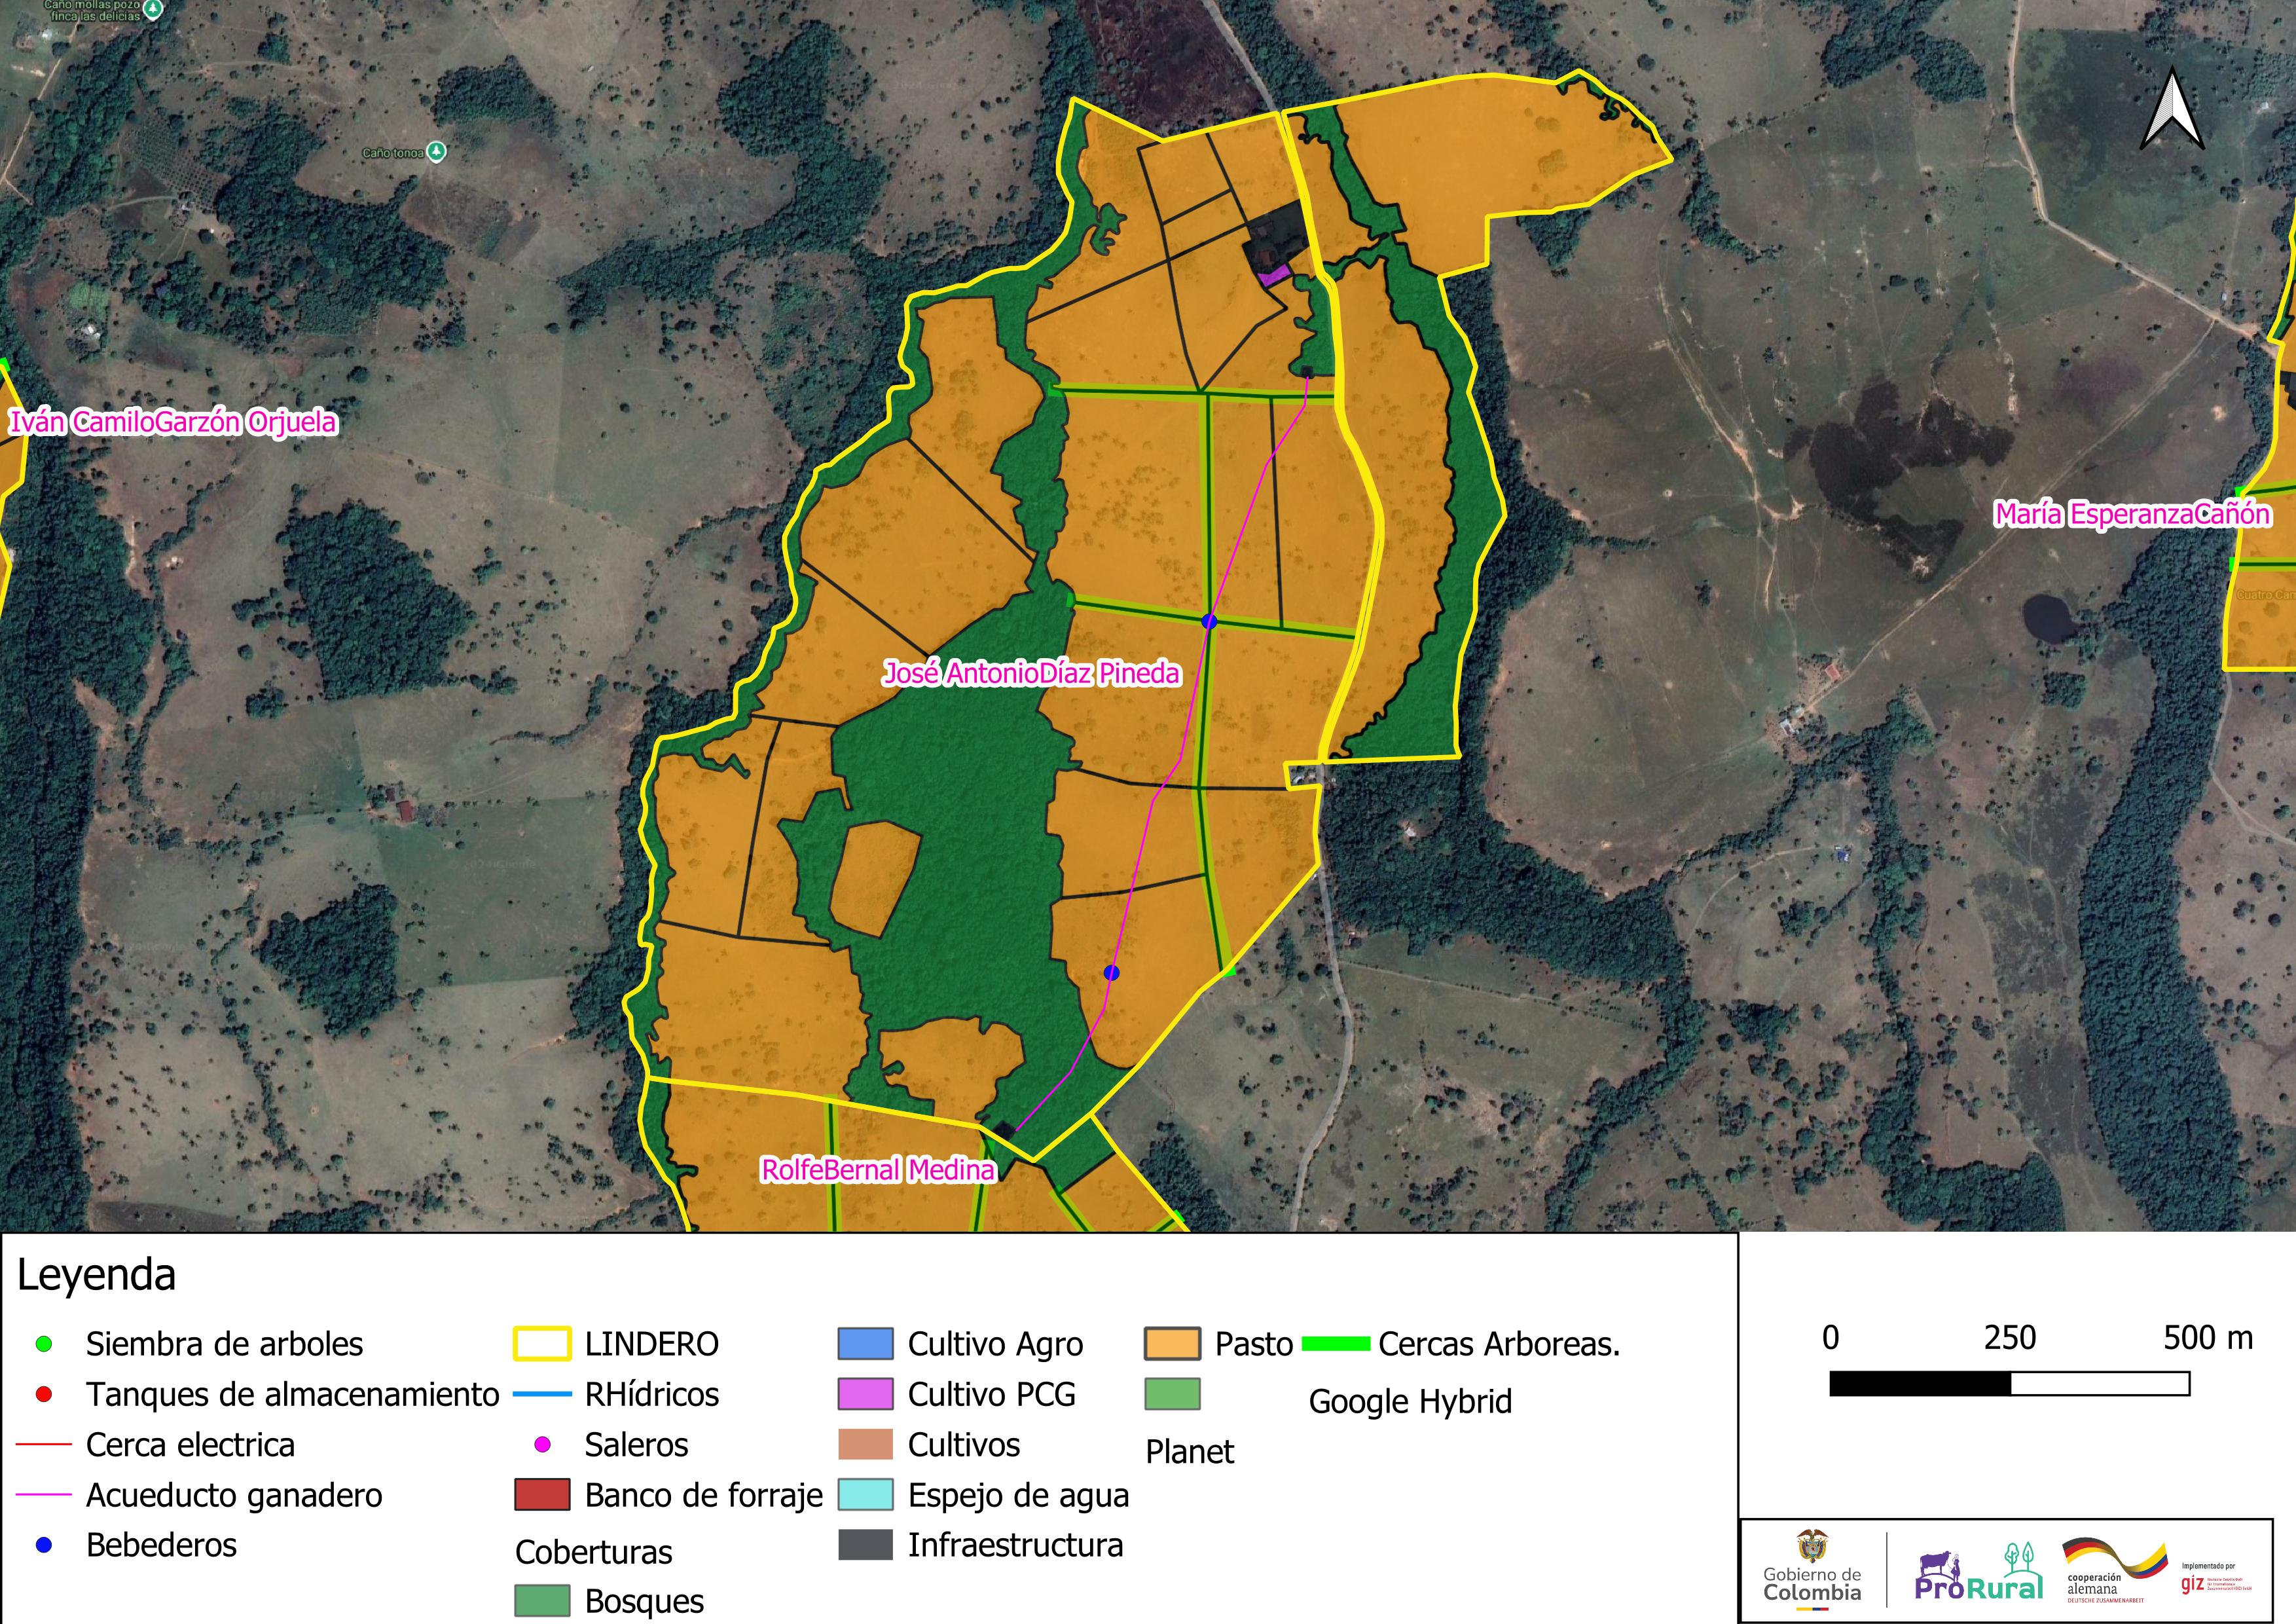 Caño mollas pozo
finca las delicias
Caño tonoa
Iván CamiloGarzón Orjuela
María EsperanzaCañón
José AntonioDíaz Pineda
RolfeBernal Medina
Leyenda
Siembra de arboles
Tanques de almacenamiento
Cerca electrica
Acueducto ganadero
Bebederos
LINDERO
RHídricos
Saleros
Banco de forraje
Coberturas
Bosques
Cultivo Agro
Cultivo PCG
Cultivos
Espejo de agua
Infraestructura
Pasto
Planet
Cercas Arboreas.
Google Hybrid
0 250 500 m
Gobierno de
Colombia
ProRural
cooperación
alemana
DEUTSCHE ZUSAMMENARBEIT
Implementado por
giz